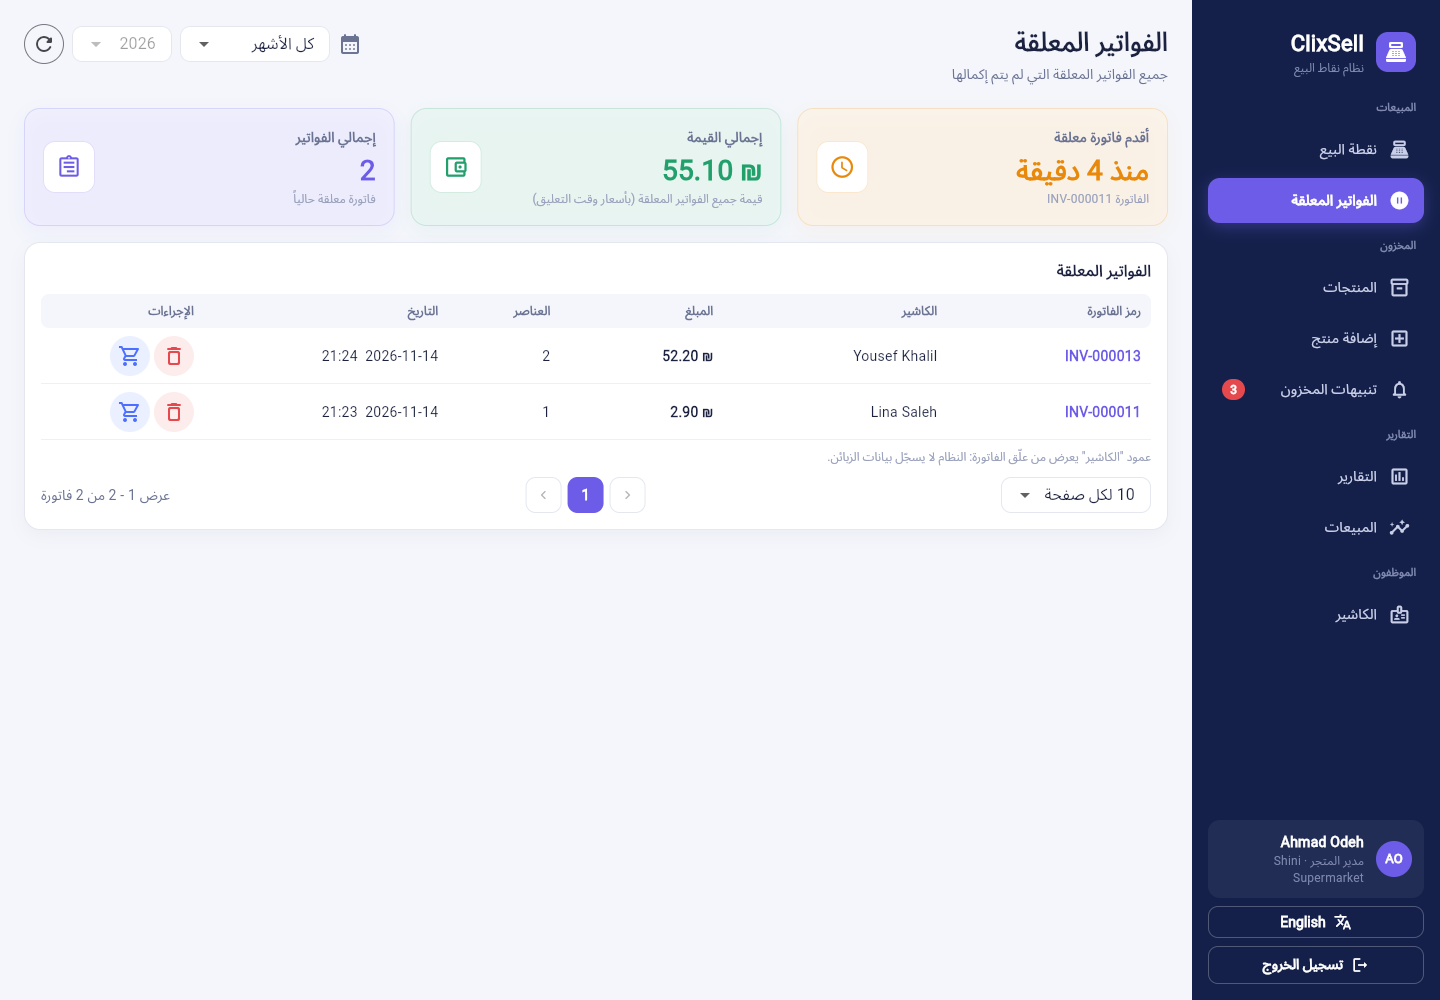 ClixSell
نظام نقاط البيع
المبيعات
نقطة البيع
الفواتير المعلقة
المخزون
المنتجات
إضافة منتج
تنبيهات المخزون 3
التقارير
التقارير
المبيعات
الموظفون
الكاشير
AO
Ahmad Odeh
مدير المتجر · Shini
Supermarket
English
تسجيل الخروج
الفواتير المعلقة
جميع الفواتير المعلقة التي لم يتم إكمالها
كل الأشهر
2026
أقدم فاتورة معلقة
منذ 4 دقيقة
الفاتورة INV-000011
إجمالي القيمة
₪ 55.10
قيمة جميع الفواتير المعلقة (بأسعار وقت التعليق)
إجمالي الفواتير
2
فاتورة معلقة حالياً
الفواتير المعلقة
رمز الفاتورة الكاشير المبلغ العناصر التاريخ الإجراءات
INV-000013 Yousef Khalil ₪ 52.20 2 2026-11-14 21:24
INV-000011 Lina Saleh ₪ 2.90 1 2026-11-14 21:23
عمود "الكاشير" يعرض من علّق الفاتورة: النظام لا يسجّل بيانات الزبائن.
10 لكل صفحة
1
عرض 1 - 2 من 2 فاتورة